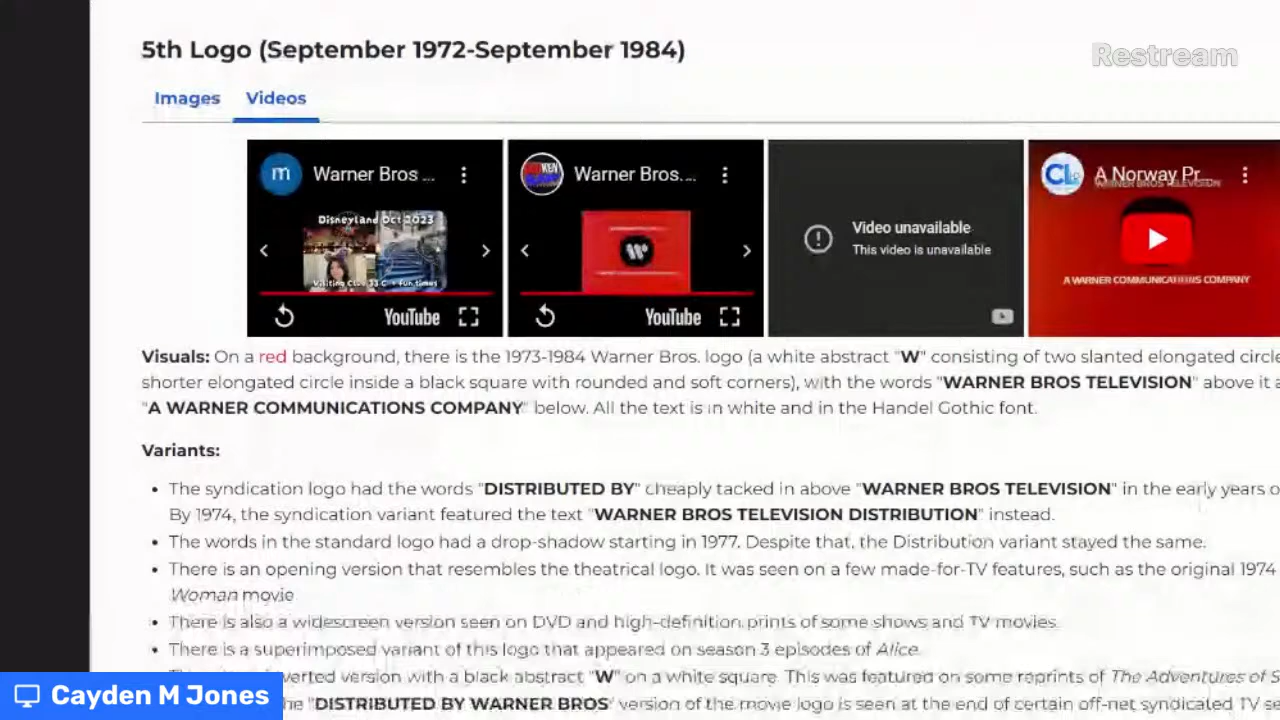 5th Logo (September 1972-September 1984)
Restream
Images Videos
m Warner Bros ...
Disneyland Oct 2023
YouTube
Warner Bros....
YouTube
Video unavailable
This video is unavailable
CL A Norway Pr...
WARNER BROS TELEVISION
A WARNER COMMUNICATIONS COMPANY
Visuals: On a red background, there is the 1973-1984 Warner Bros. logo (a white abstract "W" consisting of two slanted elongated circle
shorter elongated circle inside a black square with rounded and soft corners), with the words "WARNER BROS TELEVISION" above it a
"A WARNER COMMUNICATIONS COMPANY" below. All the text is in white and in the Handel Gothic font.
Variants:
• The syndication logo had the words "DISTRIBUTED BY" cheaply tacked in above "WARNER BROS TELEVISION" in the early years o
By 1974, the syndication variant featured the text "WARNER BROS TELEVISION DISTRIBUTION" instead.
• The words in the standard logo had a drop-shadow starting in 1977. Despite that, the Distribution variant stayed the same.
• There is an opening version that resembles the theatrical logo. It was seen on a few made-for-TV features, such as the original 1974
Woman movie
• There is also a widescreen version seen on DVD and high-definition prints of some shows and TV movies.
• There is a superimposed variant of this logo that appeared on season 3 episodes of Alice.
verted version with a black abstract "W" on a white square. This was featured on some reprints of The Adventures of S
"DISTRIBUTED BY WARNER BROS" version of the movie logo is seen at the end of certain off-net syndicated TV se
Cayden M Jones